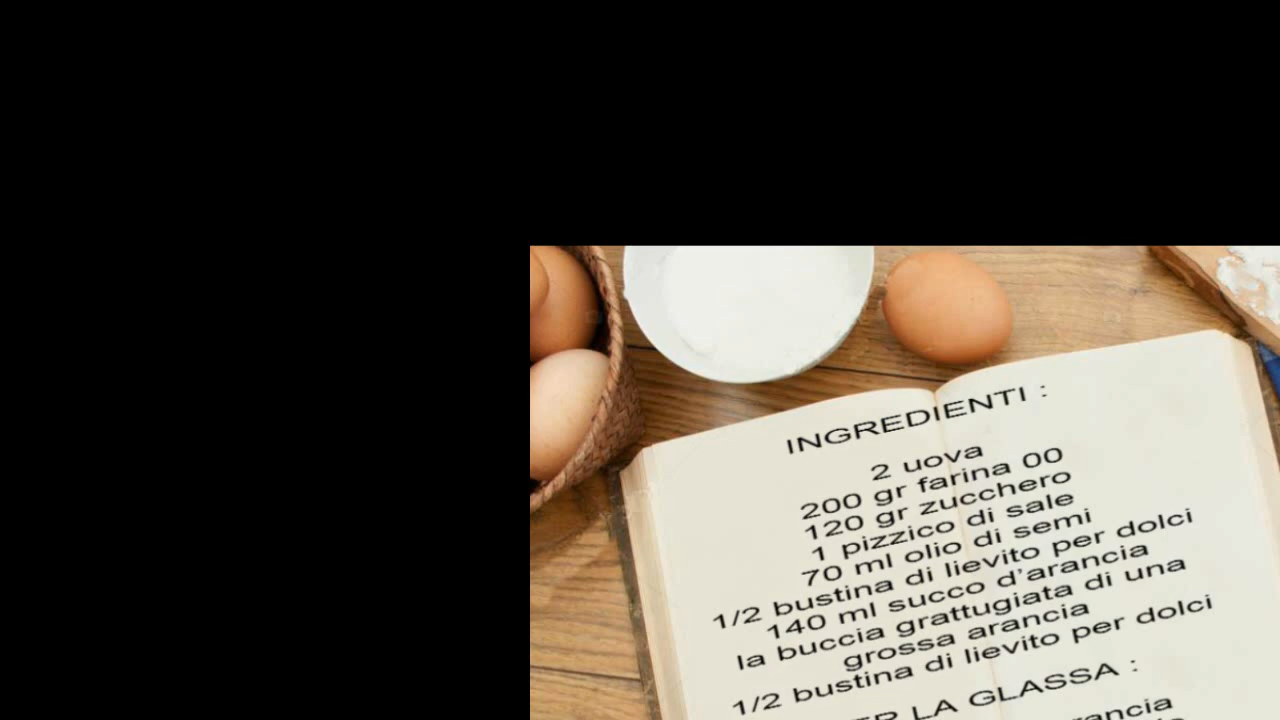 INGREDIENTI :
2 uova
200 gr farina 00
120 gr zucchero
1 pizzico di sale
70 ml olio di semi
1/2 bustina di lievito per dolci
140 ml succo d'arancia
la buccia grattugiata di una
grossa arancia
1/2 bustina di lievito per dolci
LA GLASSA :